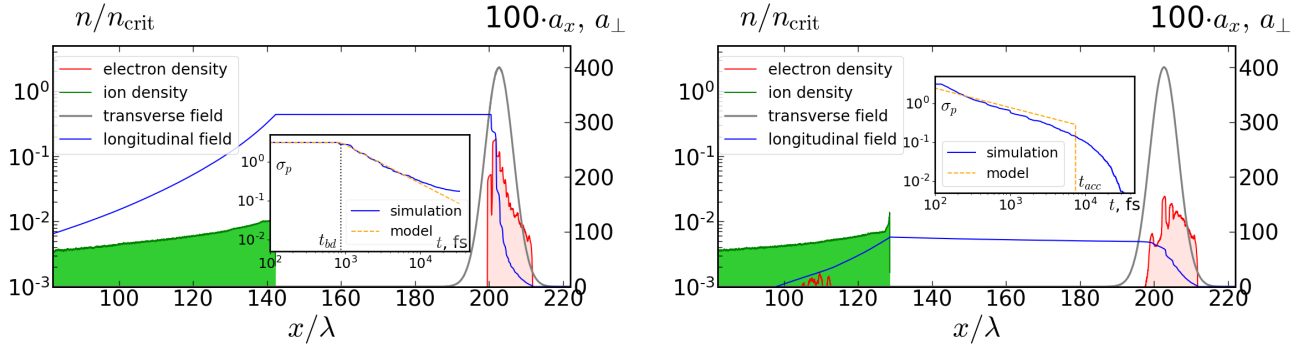 n/n_crit 100·a_x, a_⊥
electron density
ion density
transverse field
longitudinal field
10^0
10^-1
10^-2
10^-3
400
300
200
100
0
σ_p
10^0
10^-1
10^-2
simulation
model
t_bd
t, fs
10^2 10^3 10^4
100 120 140 160 180 200 220
x/λ
n/n_crit 100·a_x, a_⊥
electron density
ion density
transverse field
longitudinal field
10^0
10^-1
10^-2
10^-3
400
300
200
100
0
σ_p
10^0
10^-1
10^-2
simulation
model
t_acc
t, fs
10^2 10^3 10^4
100 120 140 160 180 200 220
x/λ